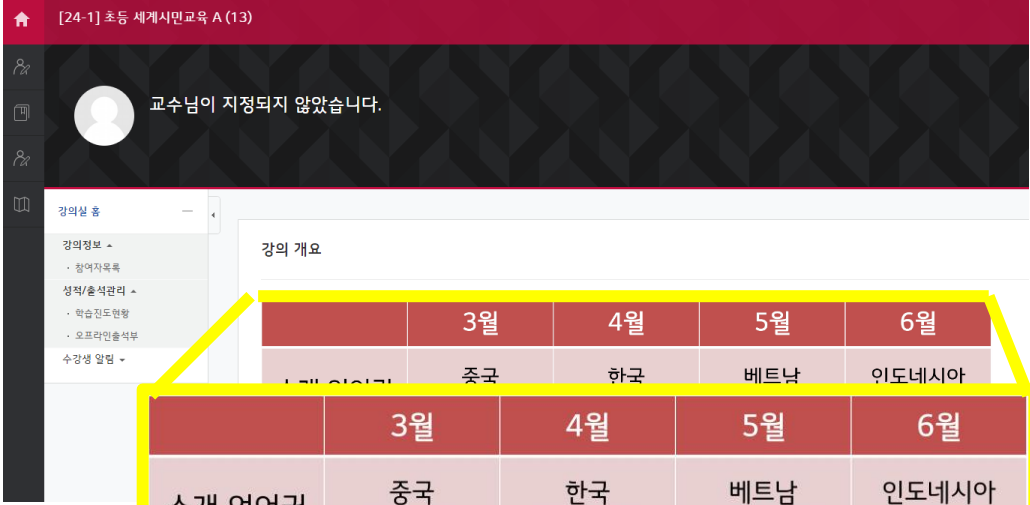 [24-1] 초등 세계시민교육 A (13)
교수님이 지정되지 않았습니다.
강의실 홈
강의정보
· 참여자목록
성적/출석관리
· 학습진도현황
· 오프라인출석부
수강생 알림
강의 개요
3월 4월 5월 6월
중국 한국 베트남 인도네시아
3월 4월 5월 6월
소개 언어권 중국 한국 베트남 인도네시아